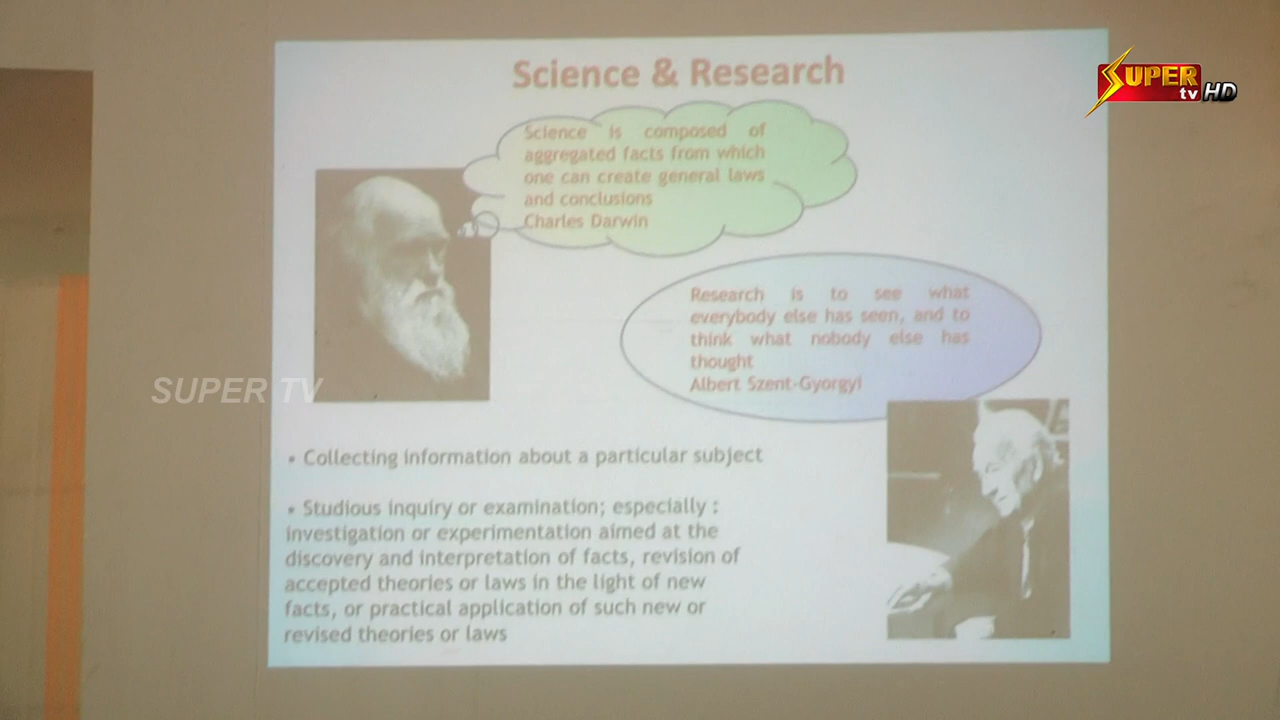 Science & Research
SUPER
tv HD
Science is composed of
aggregated facts from which
one can create general laws
and conclusions
Charles Darwin
Research is to see what
everybody else has seen, and to
think what nobody else has
thought
Albert Szent-Gyorgyi
SUPER TV
• Collecting information about a particular subject
• Studious inquiry or examination; especially :
investigation or experimentation aimed at the
discovery and interpretation of facts, revision of
accepted theories or laws in the light of new
facts, or practical application of such new or
revised theories or laws